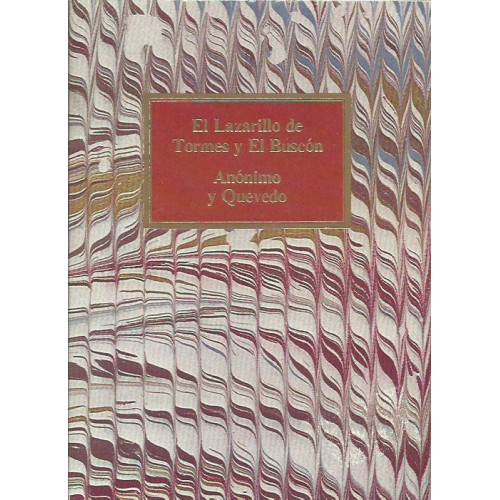 El Lazarillo de
Tormes y El Buscón
Anónimo
y Quevedo